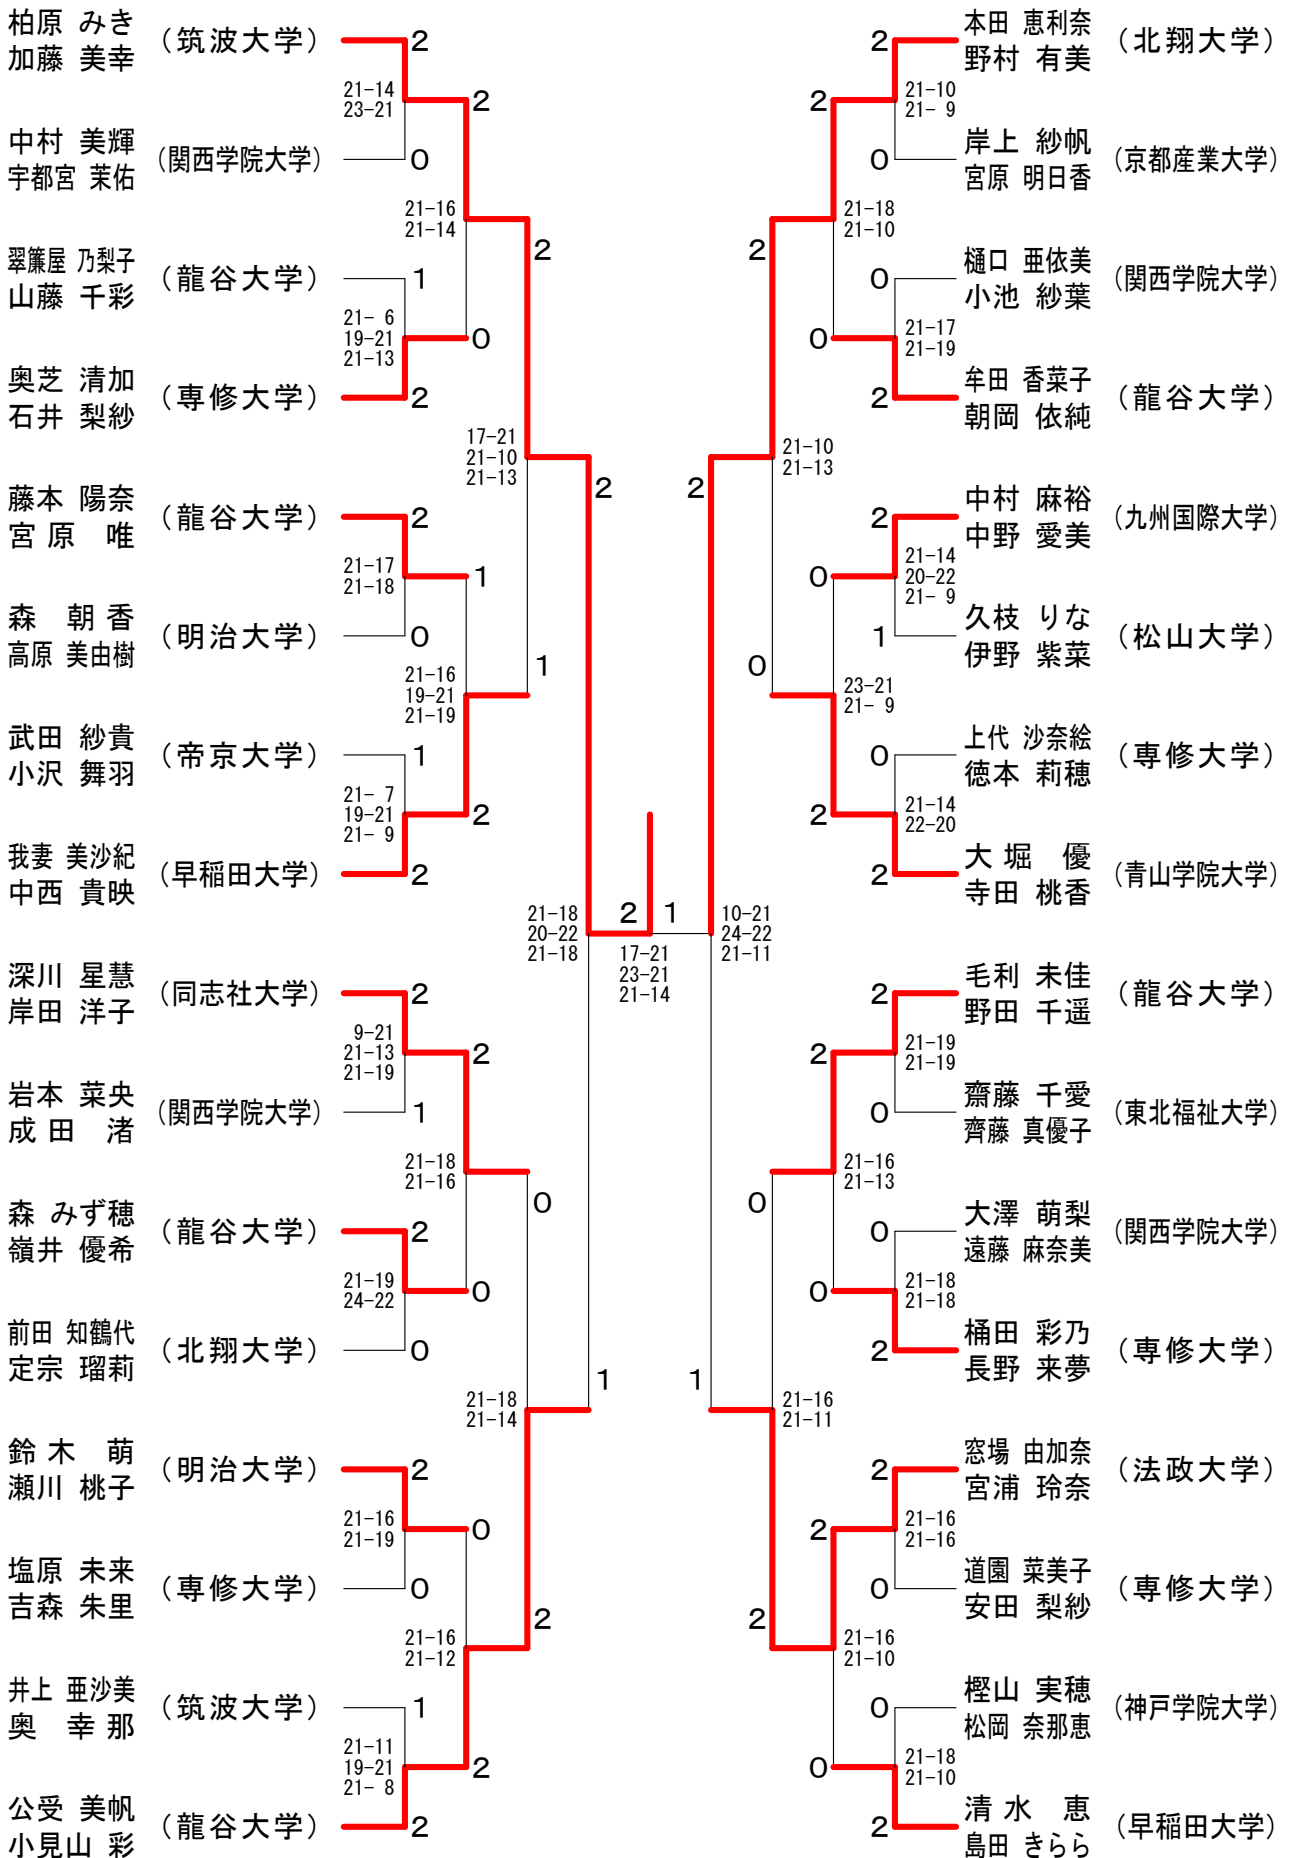 柏原 みき
加藤 美幸
（筑波大学）
2
21-14
23-21
2
中村 美輝
宇都宮 茉佑
（関西学院大学）
0
21-16
21-14
2
翠簾屋 乃梨子
山藤 千彩
（龍谷大学）
1
21- 6
19-21
21-13
0
奥芝 清加
石井 梨紗
（専修大学）
2
17-21
21-10
21-13
2
藤本 陽奈
宮原 唯
（龍谷大学）
2
21-17
21-18
1
森 朝香
高原 美由樹
（明治大学）
0
21-16
19-21
21-19
1
武田 紗貴
小沢 舞羽
（帝京大学）
1
21- 7
19-21
21- 9
2
我妻 美沙紀
中西 貴映
（早稲田大学）
2
21-18
20-22
21-18
2
1
17-21
23-21
21-14
深川 星慧
岸田 洋子
（同志社大学）
2
9-21
21-13
21-19
2
岩本 菜央
成田 渚
（関西学院大学）
1
21-18
21-16
0
森 みず穂
嶺井 優希
（龍谷大学）
2
21-19
24-22
0
前田 知鶴代
定宗 瑠莉
（北翔大学）
0
21-18
21-14
1
鈴木 萌
瀬川 桃子
（明治大学）
2
21-16
21-19
0
塩原 未来
吉森 朱里
（専修大学）
0
21-16
21-12
2
井上 亜沙美
奥 幸那
（筑波大学）
1
21-11
19-21
21- 8
2
公受 美帆
小見山 彩
（龍谷大学）
2
本田 恵利奈
野村 有美
（北翔大学）
2
21-10
21- 9
2
岸上 紗帆
宮原 明日香
（京都産業大学）
0
21-18
21-10
2
樋口 亜依美
小池 紗葉
（関西学院大学）
0
21-17
21-19
0
牟田 香菜子
朝岡 依純
（龍谷大学）
2
21-10
21-13
2
中村 麻裕
中野 愛美
（九州国際大学）
2
21-14
20-22
21- 9
0
久枝 りな
伊野 紫菜
（松山大学）
1
23-21
21- 9
0
上代 沙奈絵
徳本 莉穂
（専修大学）
0
21-14
22-20
2
大堀 優
寺田 桃香
（青山学院大学）
2
10-21
24-22
21-11
毛利 未佳
野田 千遥
（龍谷大学）
2
21-19
21-19
2
齋藤 千愛
齊藤 真優子
（東北福祉大学）
0
21-16
21-13
0
大澤 萌梨
遠藤 麻奈美
（関西学院大学）
0
21-18
21-18
0
桶田 彩乃
長野 来夢
（専修大学）
2
21-16
21-11
1
窓場 由加奈
宮浦 玲奈
（法政大学）
2
21-16
21-16
2
道園 菜美子
安田 梨紗
（専修大学）
0
21-16
21-10
2
樫山 実穂
松岡 奈那恵
（神戸学院大学）
0
21-18
21-10
0
清水 恵
島田 きらら
（早稲田大学）
2